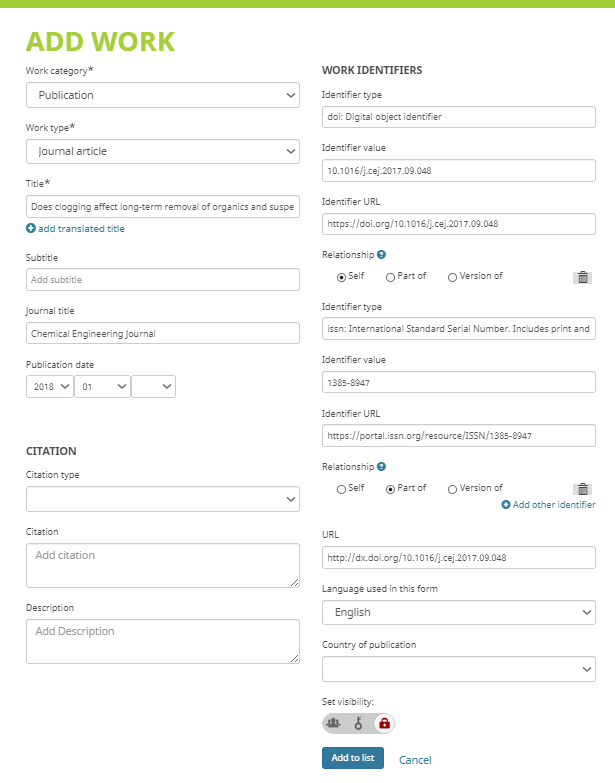 ADD WORK
Work category*
Publication
Work type*
Journal article
Title*
Does clogging affect long-term removal of organics and suspe
add translated title
Subtitle
Add subtitle
Journal title
Chemical Engineering Journal
Publication date
2018 01
CITATION
Citation type
Citation
Add citation
Description
Add Description
WORK IDENTIFIERS
Identifier type
doi: Digital object identifier
Identifier value
10.1016/j.cej.2017.09.048
Identifier URL
https://doi.org/10.1016/j.cej.2017.09.048
Relationship ?
Self Part of Version of
Identifier type
issn: International Standard Serial Number. Includes print and
Identifier value
1385-8947
Identifier URL
https://portal.issn.org/resource/ISSN/1385-8947
Relationship ?
Self Part of Version of
Add other identifier
URL
http://dx.doi.org/10.1016/j.cej.2017.09.048
Language used in this form
English
Country of publication
Set visibility:
Add to list Cancel